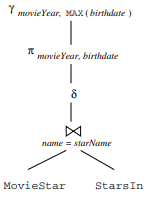 γ movieYear, MAX(birthdate)
π movieYear, birthdate
δ
⋈
name = starName
MovieStar StarsIn